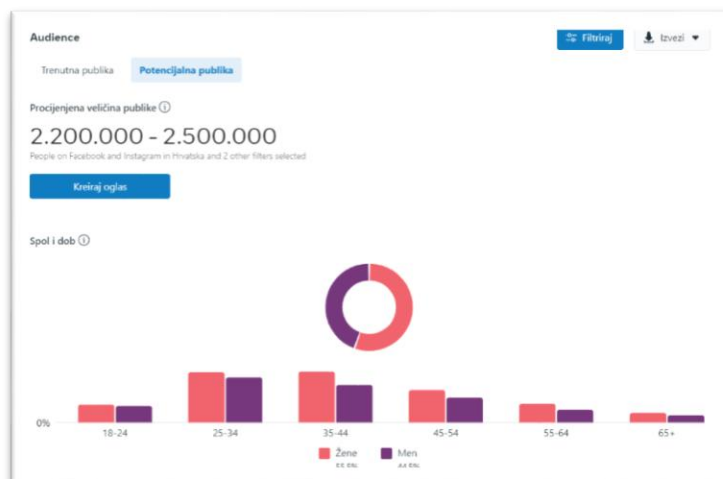 Audience
Filtriraj
Izvezi
Trenutna publika
Potencijalna publika
Procijenjena veličina publike
2.200.000 - 2.500.000
People on Facebook and Instagram in Hrvatska and 2 other filters selected
Kreiraj oglas
Spol i dob
0%
18-24
25-34
35-44
45-54
55-64
65+
Žene
Men